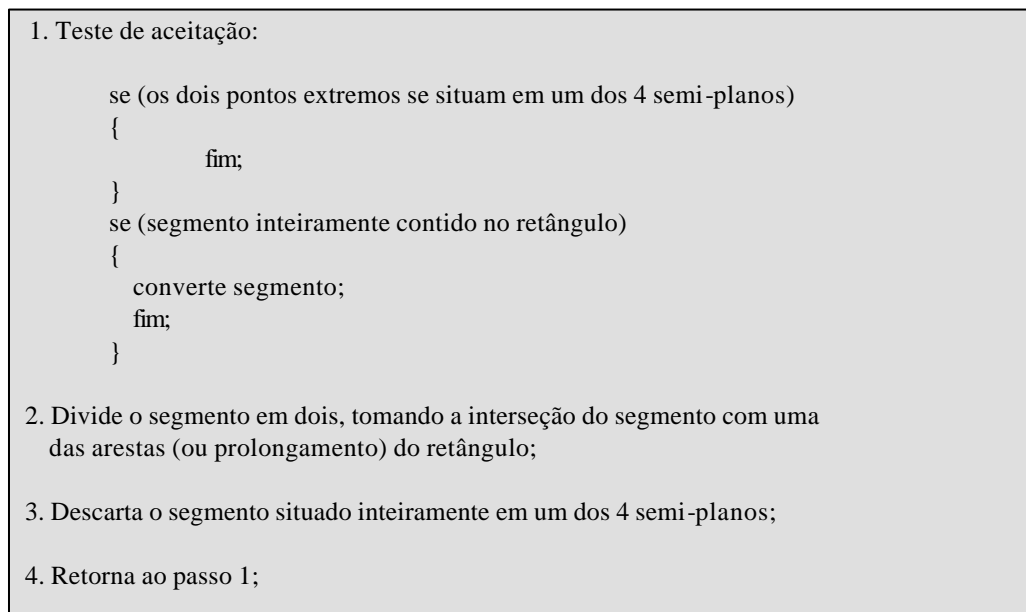 1. Teste de aceitação:
se (os dois pontos extremos se situam em um dos 4 semi-planos)
{
fim;
}
se (segmento inteiramente contido no retângulo)
{
converte segmento;
fim;
}
2. Divide o segmento em dois, tomando a interseção do segmento com uma
das arestas (ou prolongamento) do retângulo;
3. Descarta o segmento situado inteiramente em um dos 4 semi-planos;
4. Retorna ao passo 1;